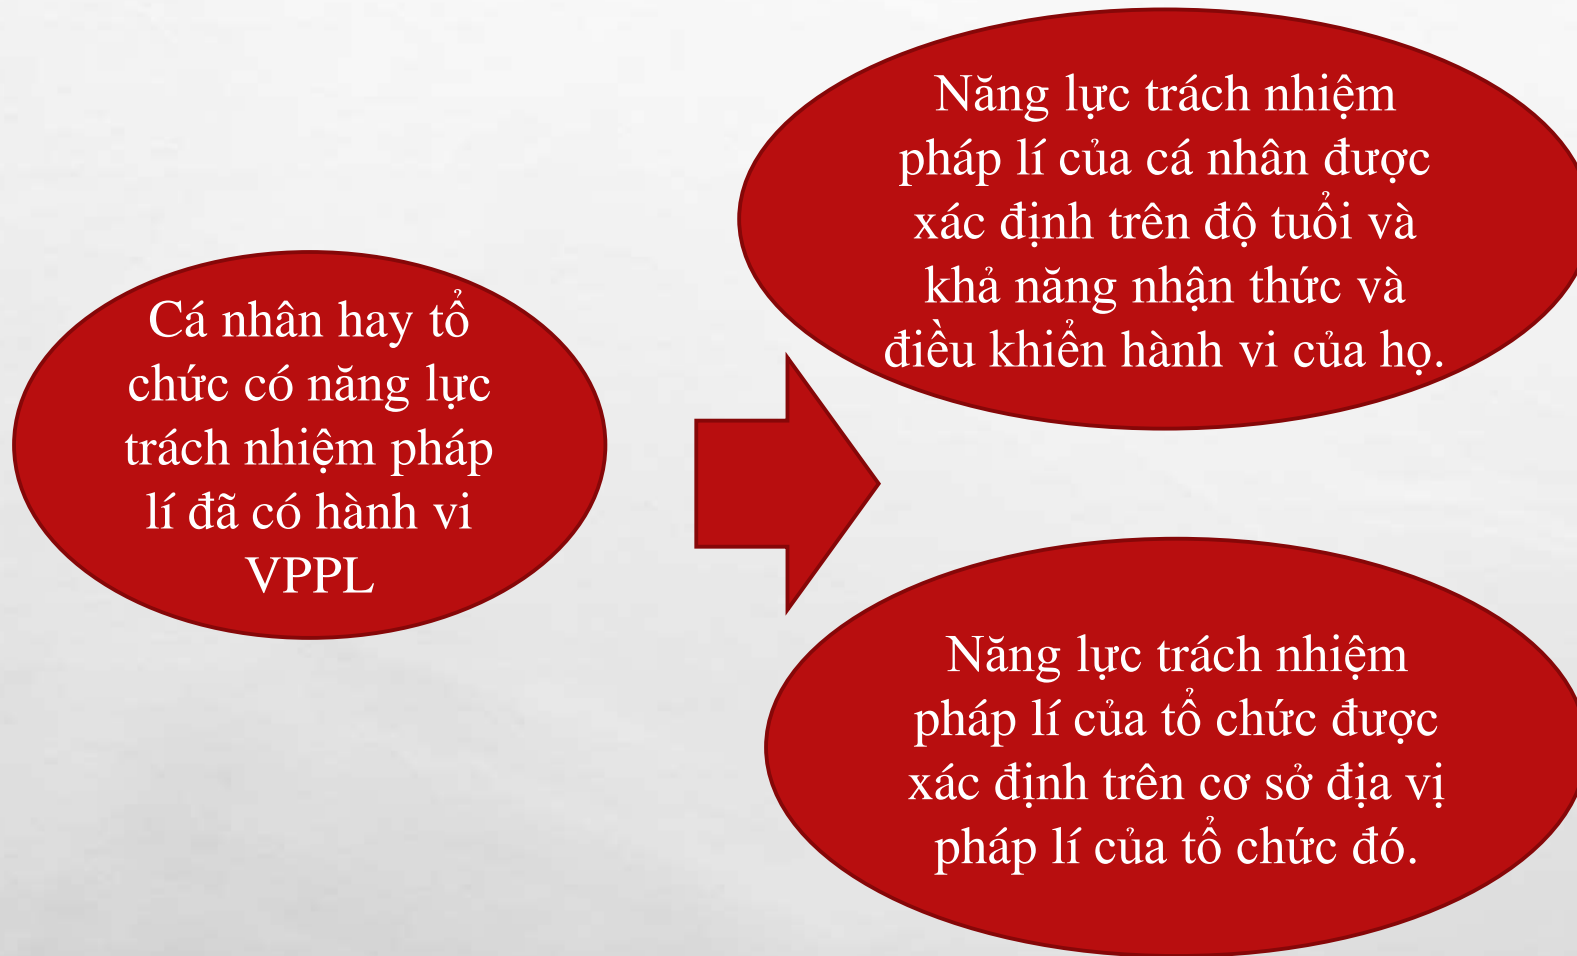 Cá nhân hay tổ
chức có năng lực
trách nhiệm pháp
lí đã có hành vi
VPPL
Năng lực trách nhiệm
pháp lí của cá nhân được
xác định trên độ tuổi và
khả năng nhận thức và
điều khiển hành vi của họ.
Năng lực trách nhiệm
pháp lí của tổ chức được
xác định trên cơ sở địa vị
pháp lí của tổ chức đó.